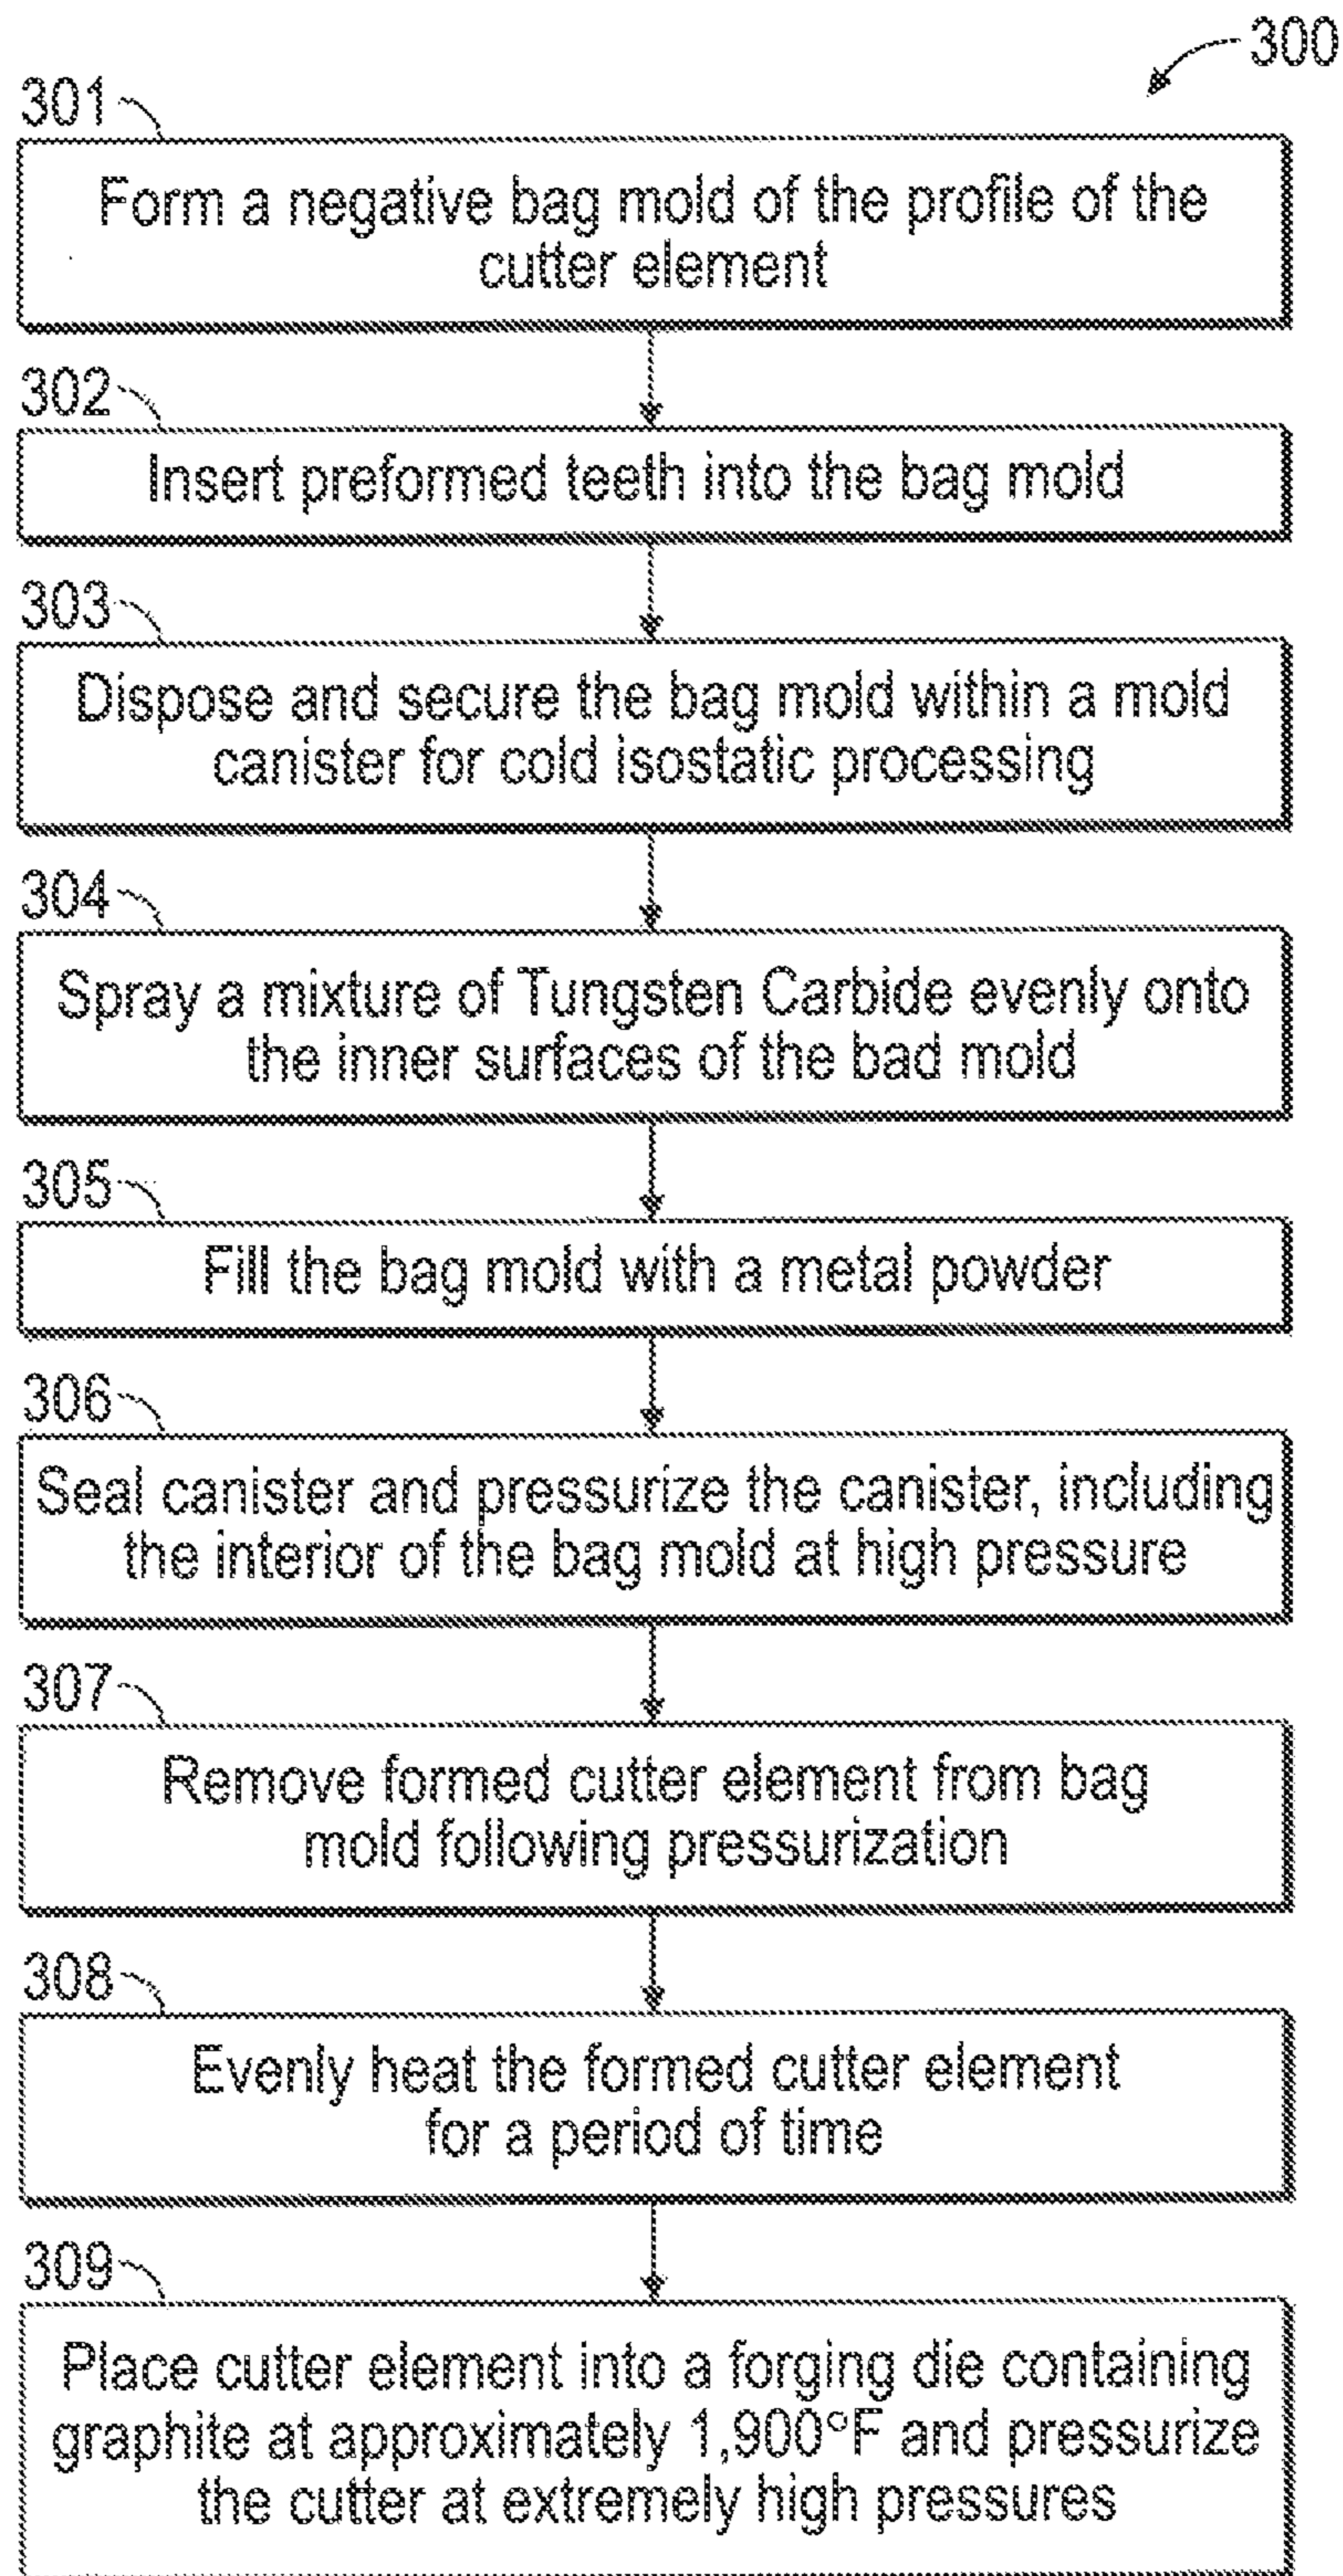 300
301
Form a negative bag mold of the profile of the
cutter element
302
Insert preformed teeth into the bag mold
303
Dispose and secure the bag mold within a mold
canister for cold isostatic processing
304
Spray a mixture of Tungsten Carbide evenly onto
the inner surfaces of the bad mold
305
Fill the bag mold with a metal powder
306
Seal canister and pressurize the canister, including
the interior of the bag mold at high pressure
307
Remove formed cutter element from bag
mold following pressurization
308
Evenly heat the formed cutter element
for a period of time
309
Place cutter element into a forging die containing
graphite at approximately 1,900°F and pressurize
the cutter at extremely high pressures